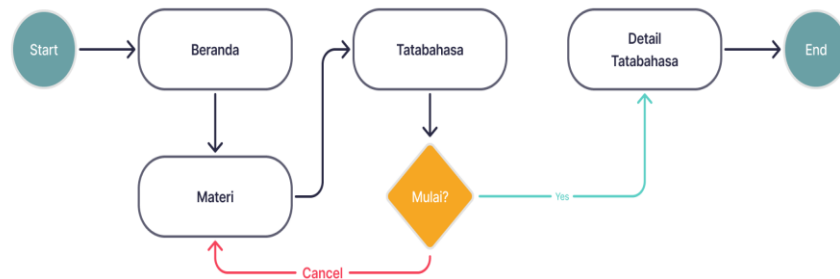 Start
Beranda
Tatabahasa
Detail
Tatabahasa
End
Materi
Mulai?
Yes
Cancel